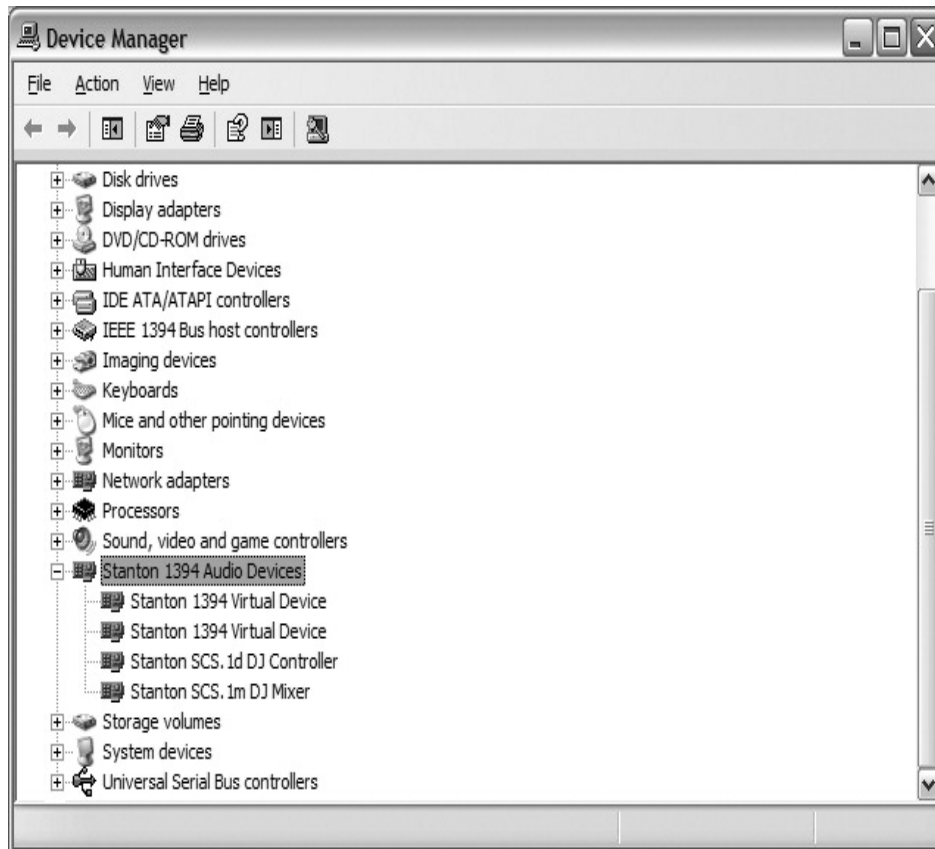 Device Manager
File Action View Help
Disk drives
Display adapters
DVD/CD-ROM drives
Human Interface Devices
IDE ATA/ATAPI controllers
IEEE 1394 Bus host controllers
Imaging devices
Keyboards
Mice and other pointing devices
Monitors
Network adapters
Processors
Sound, video and game controllers
Stanton 1394 Audio Devices
Stanton 1394 Virtual Device
Stanton 1394 Virtual Device
Stanton SCS.1d DJ Controller
Stanton SCS.1m DJ Mixer
Storage volumes
System devices
Universal Serial Bus controllers